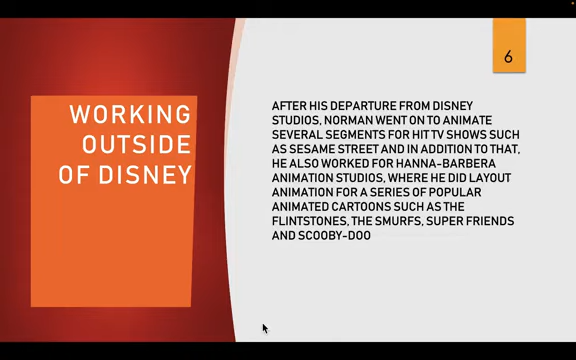 6
WORKING
OUTSIDE
OF DISNEY
AFTER HIS DEPARTURE FROM DISNEY
STUDIOS, NORMAN WENT ON TO ANIMATE
SEVERAL SEGMENTS FOR HIT TV SHOWS SUCH
AS SESAME STREET AND IN ADDITION TO THAT,
HE ALSO WORKED FOR HANNA-BARBERA
ANIMATION STUDIOS, WHERE HE DID LAYOUT
ANIMATION FOR A SERIES OF POPULAR
ANIMATED CARTOONS SUCH AS THE
FLINTSTONES, THE SMURFS, SUPER FRIENDS
AND SCOOBY-DOO